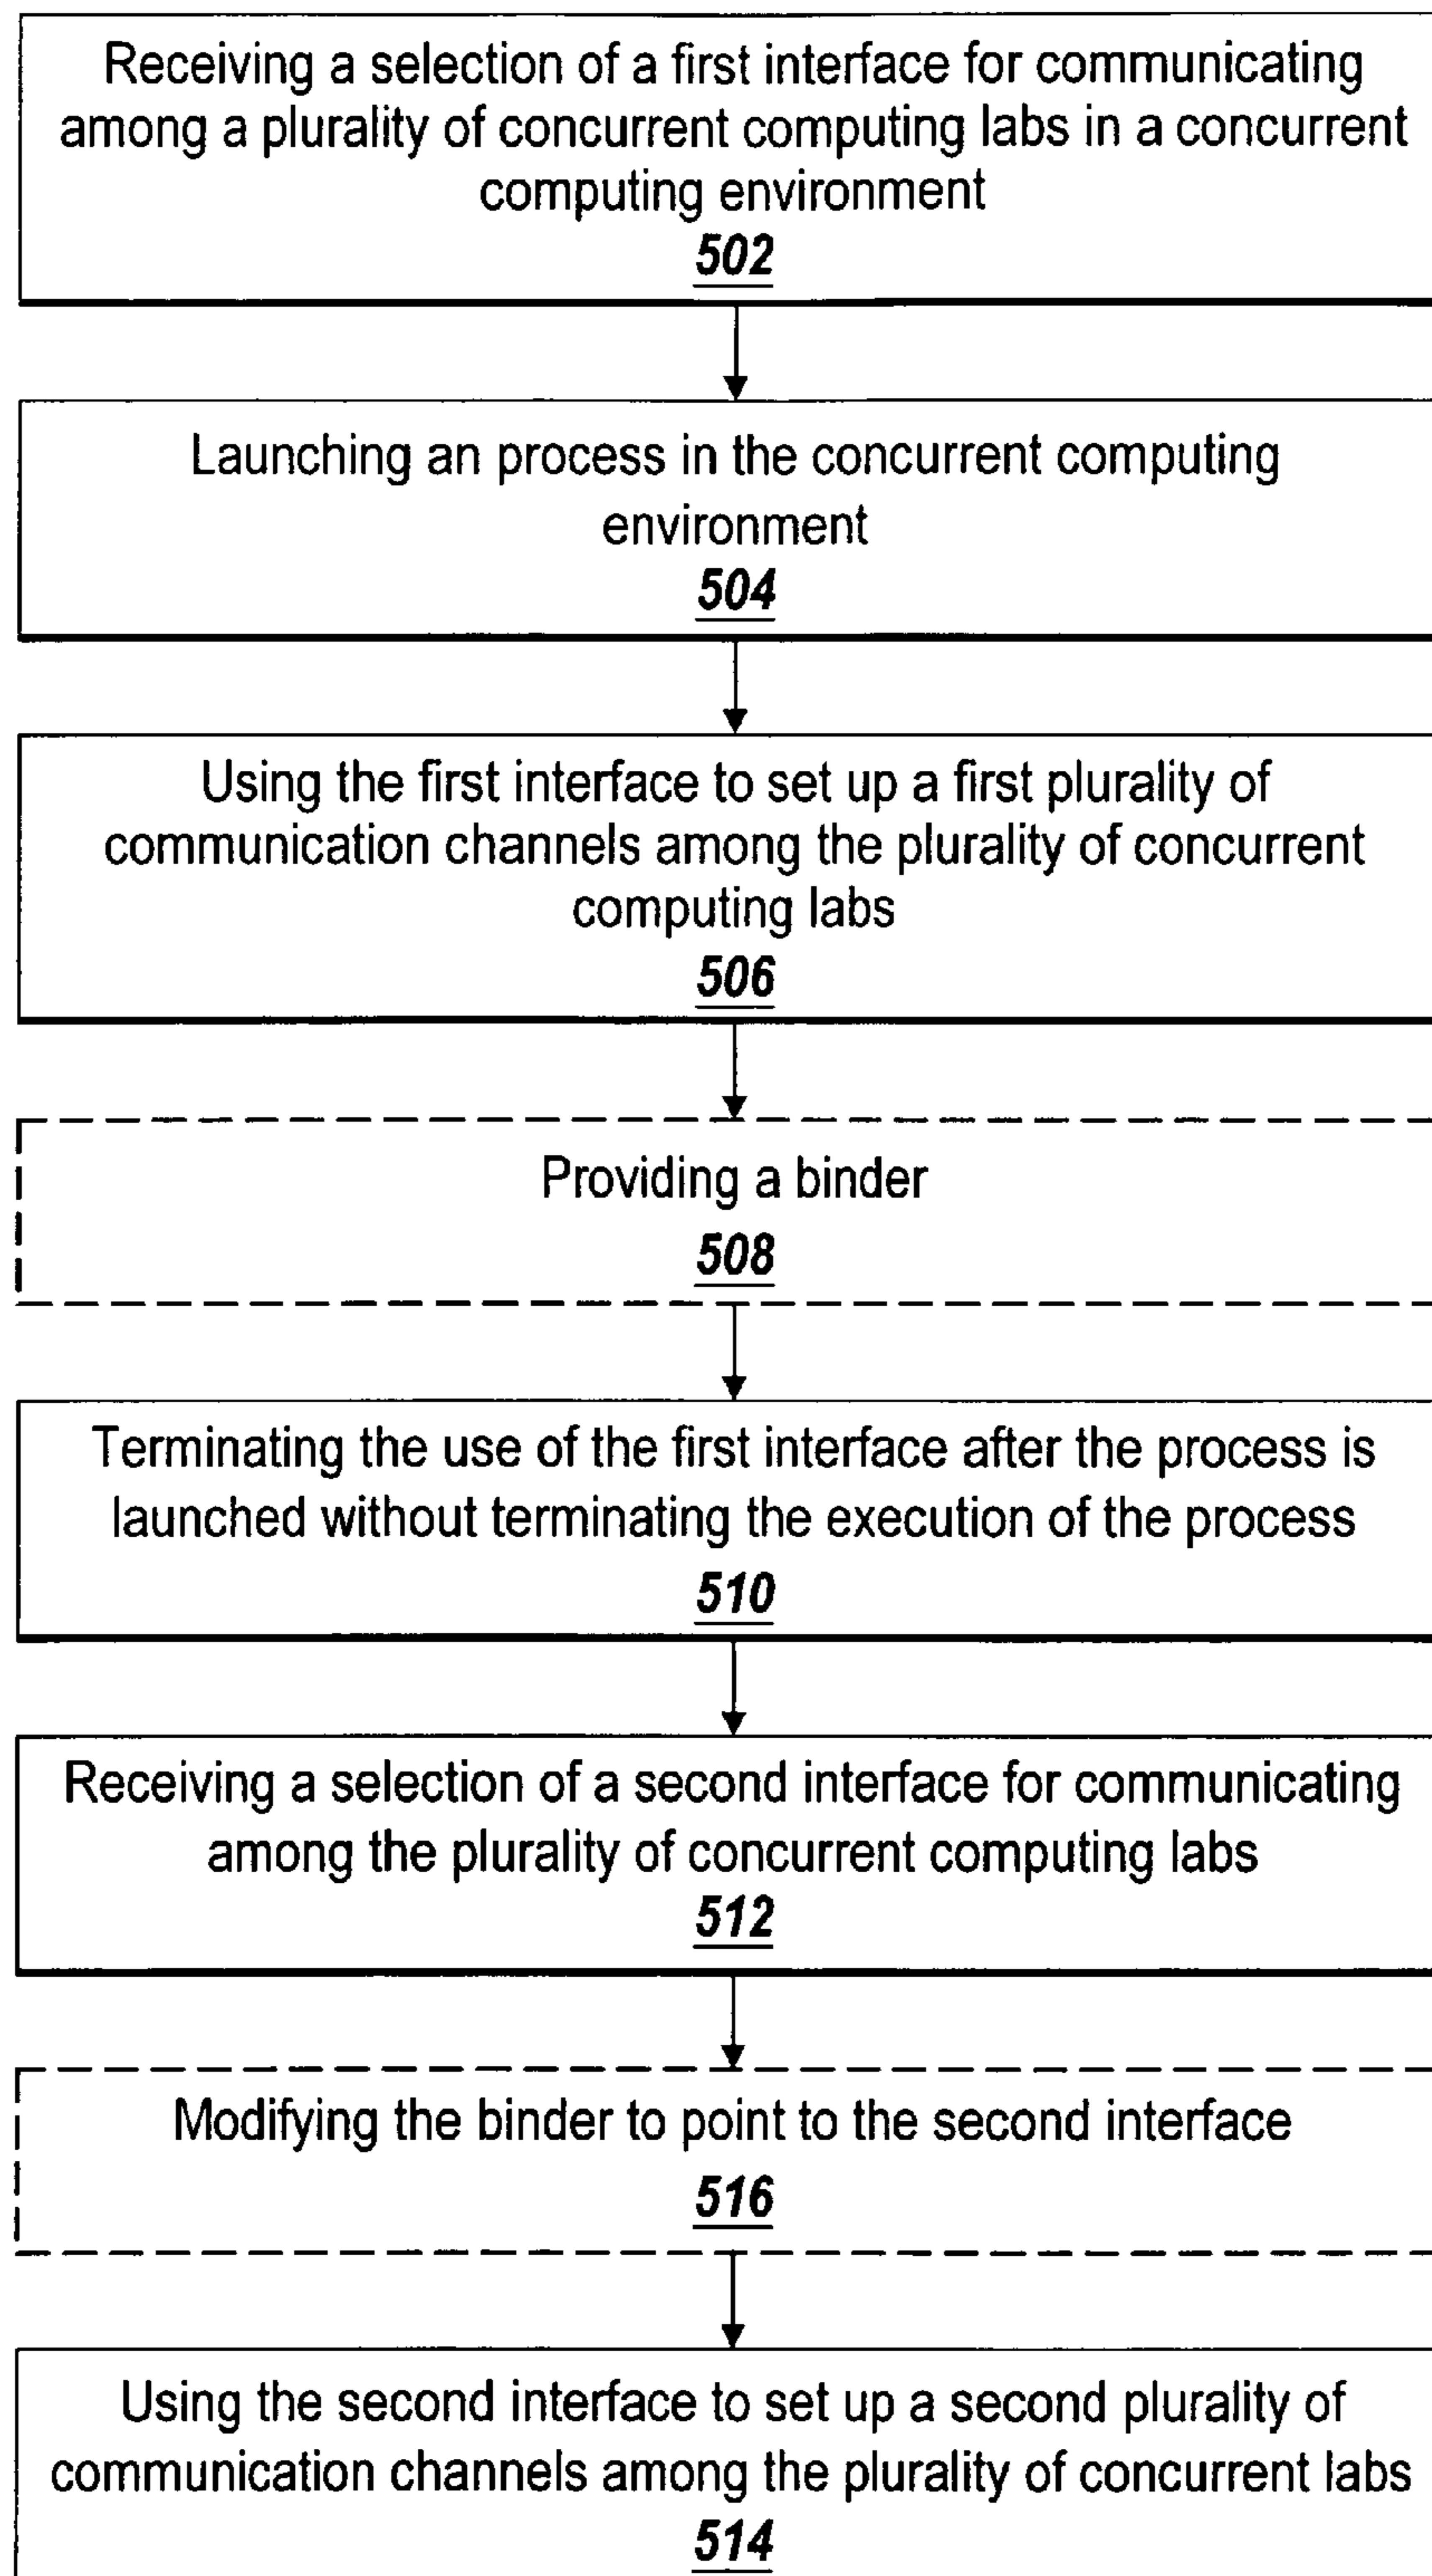 Receiving a selection of a first interface for communicating
among a plurality of concurrent computing labs in a concurrent
computing environment
502
Launching an process in the concurrent computing
environment
504
Using the first interface to set up a first plurality of
communication channels among the plurality of concurrent
computing labs
506
Providing a binder
508
Terminating the use of the first interface after the process is
launched without terminating the execution of the process
510
Receiving a selection of a second interface for communicating
among the plurality of concurrent computing labs
512
Modifying the binder to point to the second interface
516
Using the second interface to set up a second plurality of
communication channels among the plurality of concurrent labs
514